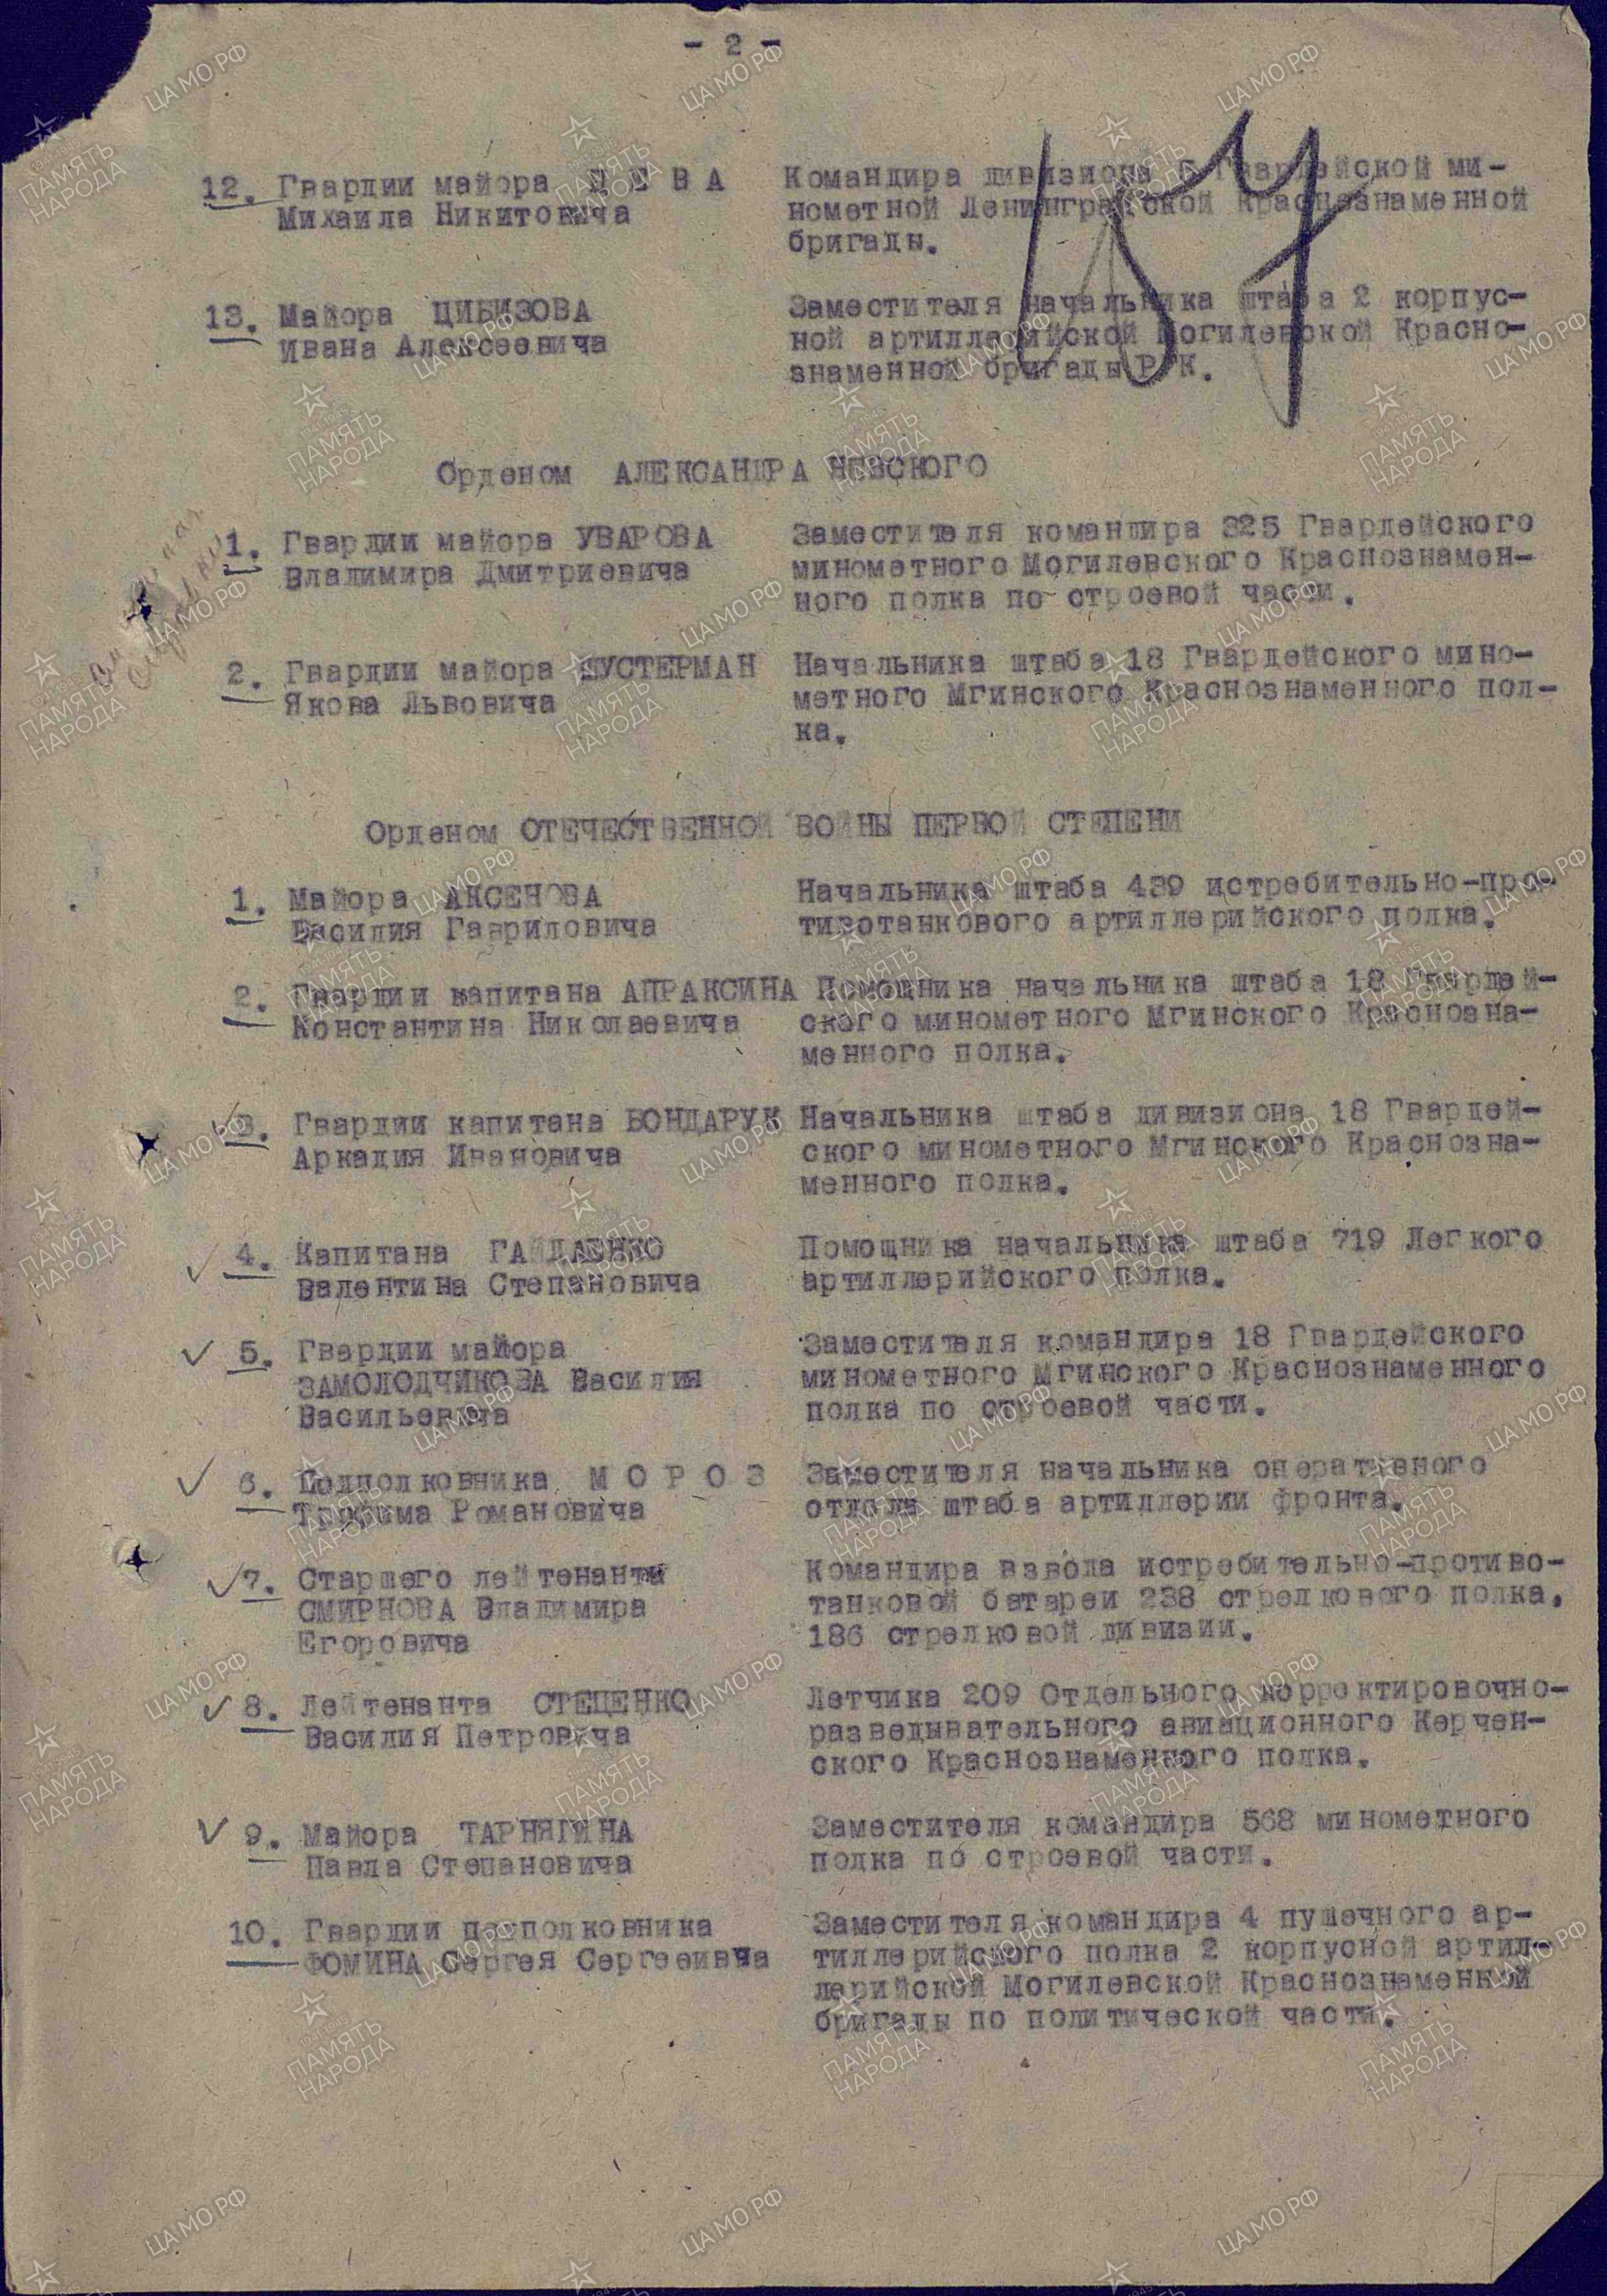 - 2 -
12. Гвардии майора
Михаила Никитовича
Командира дивизиона 5 Гвардейской ми-
нометной Ленинградской Краснознаменной
бригады.
13. Майора ЦИБИЗОВА
Ивана Алексеевича
Заместителя начальника штаба 2 корпус-
ной артиллерийской Могилевской Красно-
знаменной бригады РГК.
Орденом АЛЕКСАНДРА НЕВСКОГО
1. Гвардии майора УВАРОВА
Владимира Дмитриевича
Заместителя командира 325 Гвардейского
минометного Могилевского Краснознамен-
ного полка по строевой части.
2. Гвардии майора ШУСТЕРМАН
Якова Львовича
Начальника штаба 18 Гвардейского мино-
метного Мгинского Краснознаменного пол-
ка.
Орденом ОТЕЧЕСТВЕННОЙ ВОЙНЫ ПЕРВОЙ СТЕПЕНИ
1. Майора АКСЕНОВА
Василия Гавриловича
Начальника штаба 439 истребительно-про-
тивотанкового артиллерийского полка.
2. Гвардии капитана АПРАКСИНА
Константина Николаевича
Помощника начальника штаба 18 Гвардей-
ского минометного Мгинского Краснозна-
менного полка.
3. Гвардии капитана БОНДАРУК
Аркадия Ивановича
Начальника штаба дивизиона 18 Гвардей-
ского минометного Мгинского Краснозна-
менного полка.
4. Капитана ГАЙДАЕНКО
Валентина Степановича
Помощника начальника штаба 719 Легкого
артиллерийского полка.
5. Гвардии майора
ЗАМОЛОДЧИКОВА Василия
Васильевича
Заместителя командира 18 Гвардейского
минометного Мгинского Краснознаменного
полка по строевой части.
6. Подполковника М О Р О З
Трофима Романовича
Заместителя начальника оперативного
отдела штаба артиллерии фронта.
7. Старшего лейтенанта
СМИРНОВА Владимира
Егоровича
Командира взвода истребительно-противо-
танковой батареи 238 стрелкового полка,
186 стрелковой дивизии.
8. Лейтенанта СТЕЦЕНКО
Василия Петровича
Летчика 209 Отдельного корректировочно-
разведывательного авиационного Керчен-
ского Краснознаменного полка.
9. Майора ТАРНЯГИНА
Павла Степановича
Заместителя командира 568 минометного
полка по строевой части.
10. Гвардии подполковника
ФОМИНА Сергея Сергееивча
Заместителя командира 4 пушечного ар-
тиллерийского полка 2 корпусной артил-
лерийской Могилевской Краснознаменной
бригады по политической части.